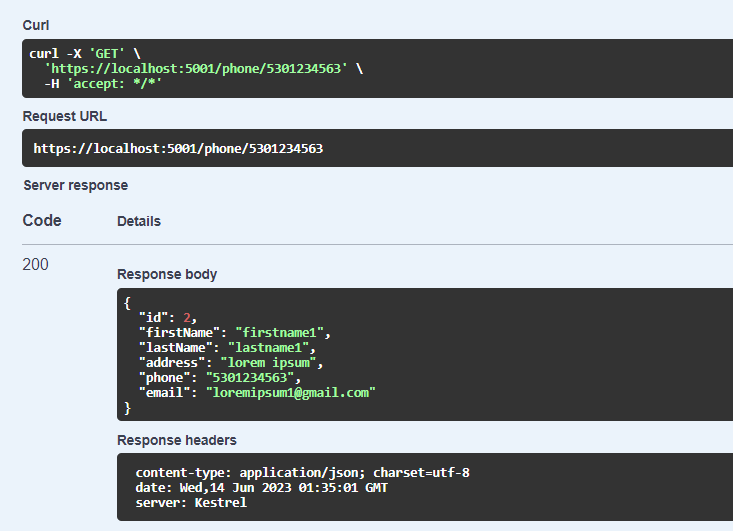 Curl
curl -X 'GET' \
  'https://localhost:5001/phone/5301234563' \
  -H 'accept: */*'
Request URL
https://localhost:5001/phone/5301234563
Server response
Code Details
200
Response body
{
  "id": 2,
  "firstName": "firstname1",
  "lastName": "lastname1",
  "address": "lorem ipsum",
  "phone": "5301234563",
  "email": "loremipsum1@gmail.com"
}
Response headers
content-type: application/json; charset=utf-8
date: Wed,14 Jun 2023 01:35:01 GMT
server: Kestrel